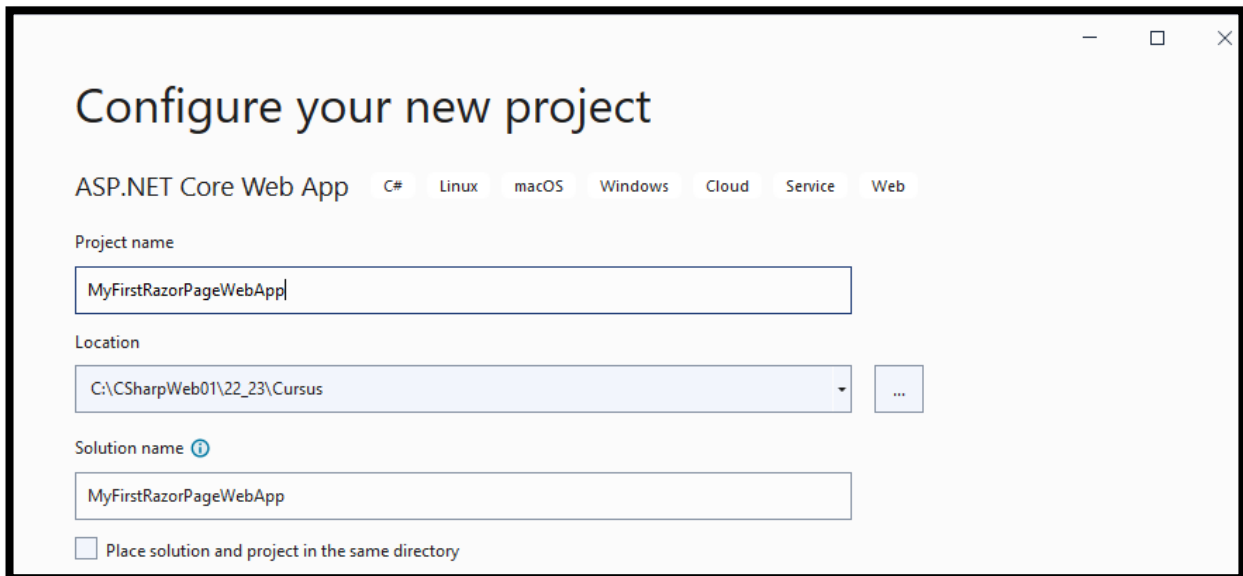 Configure your new project
ASP.NET Core Web App C# Linux macOS Windows Cloud Service Web
Project name
MyFirstRazorPageWebApp
Location
C:\CSharpWeb01\22_23\Cursus
...
Solution name
MyFirstRazorPageWebApp
Place solution and project in the same directory